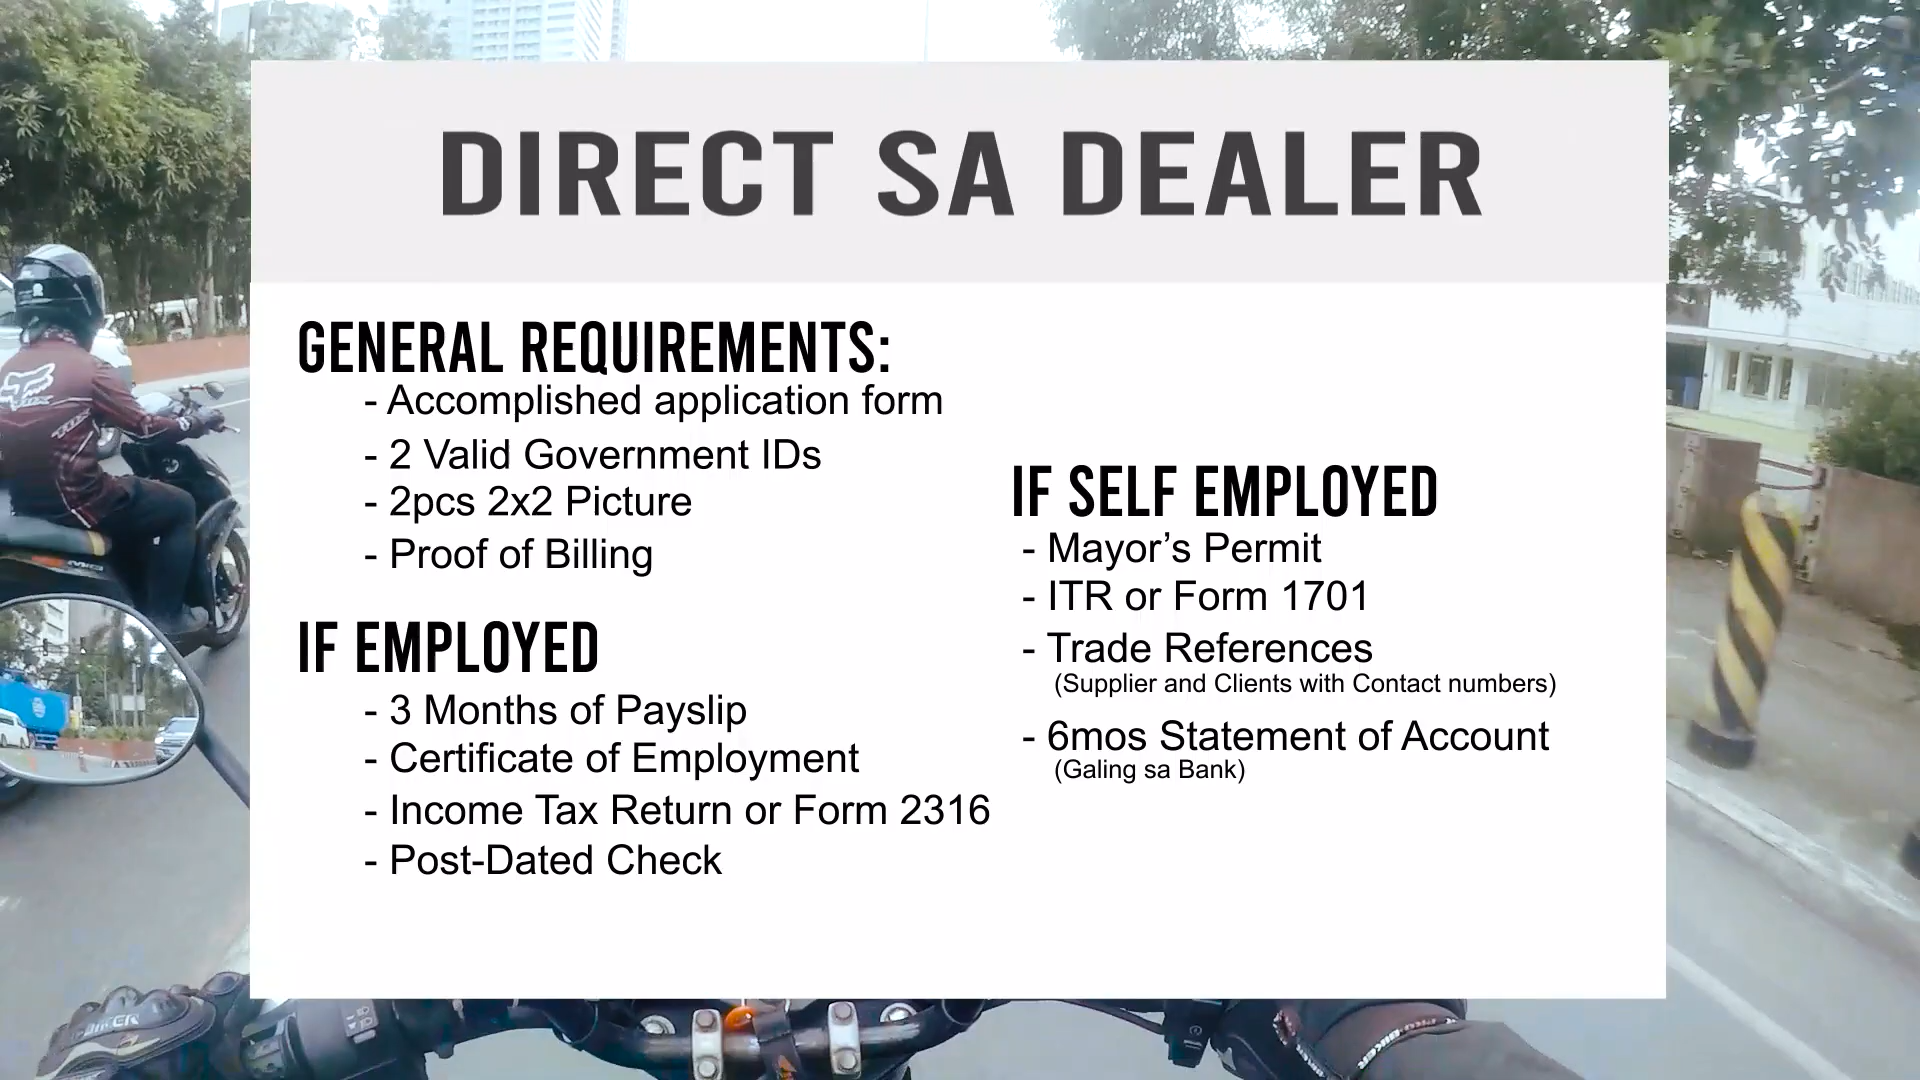 DIRECT SA DEALER
GENERAL REQUIREMENTS:
- Accomplished application form
- 2 Valid Government IDs
- 2pcs 2x2 Picture
- Proof of Billing
IF EMPLOYED
- 3 Months of Payslip
- Certificate of Employment
- Income Tax Return or Form 2316
- Post-Dated Check
IF SELF EMPLOYED
- Mayor’s Permit
- ITR or Form 1701
- Trade References
(Supplier and Clients with Contact numbers)
- 6mos Statement of Account
(Galing sa Bank)
FOX